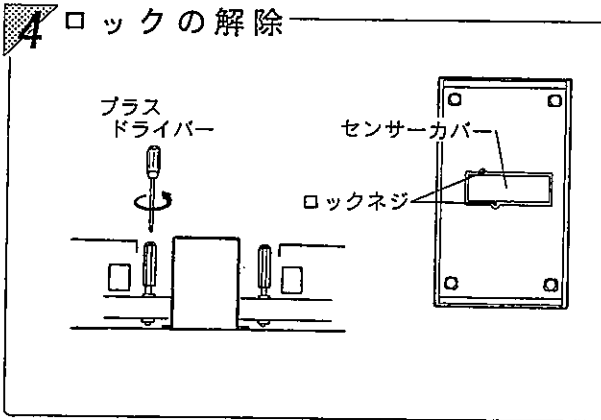 4 ロックの解除
プラス
ドライバー
センサーカバー
ロックネジ